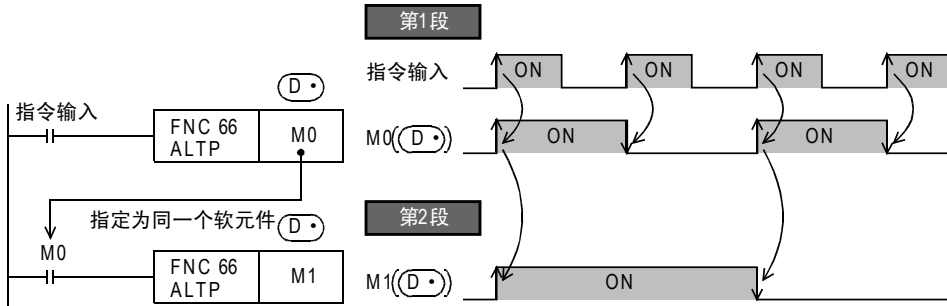 指令输入
D•
FNC 66
ALTP
M0
指定为同一个软元件 D•
M0
FNC 66
ALTP
M1
第1段
指令输入
ON ON ON ON
M0(D•)
ON ON
第2段
M1(D•)
ON